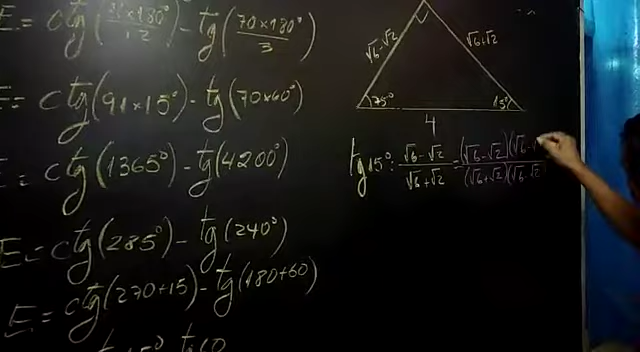 E= ctg(91×180°/12) - tg(70×180°/3)
E= ctg(91×15°) - tg(70×60°)
E= ctg(1365°) - tg(4200°)
E= ctg(285°) - tg(240°)
E= ctg(270+15) - tg(180+60)
√6-√2
√6+√2
75°
15°
4
tg15°: √6-√2/√6+√2 = (√6-√2)(√6-/(√6+√2)(√6-√2